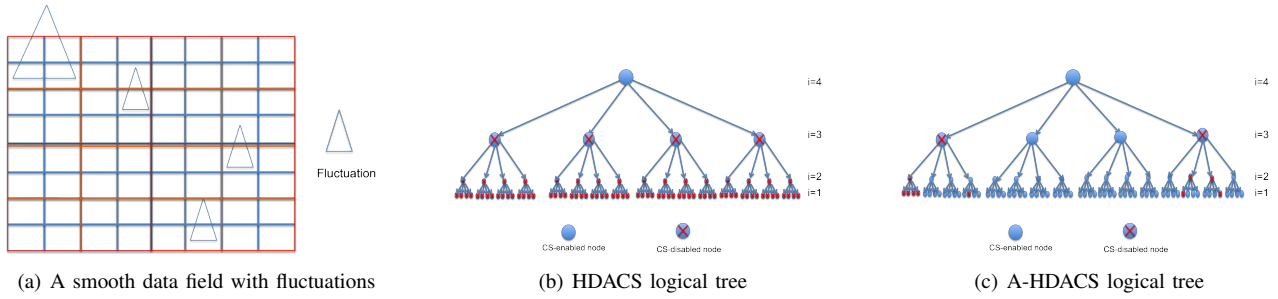 Fluctuation
(a) A smooth data field with fluctuations
i=4
i=3
i=2
i=1
CS-enabled node
CS-disabled node
(b) HDACS logical tree
i=4
i=3
i=2
i=1
CS-enabled node
CS-disabled node
(c) A-HDACS logical tree